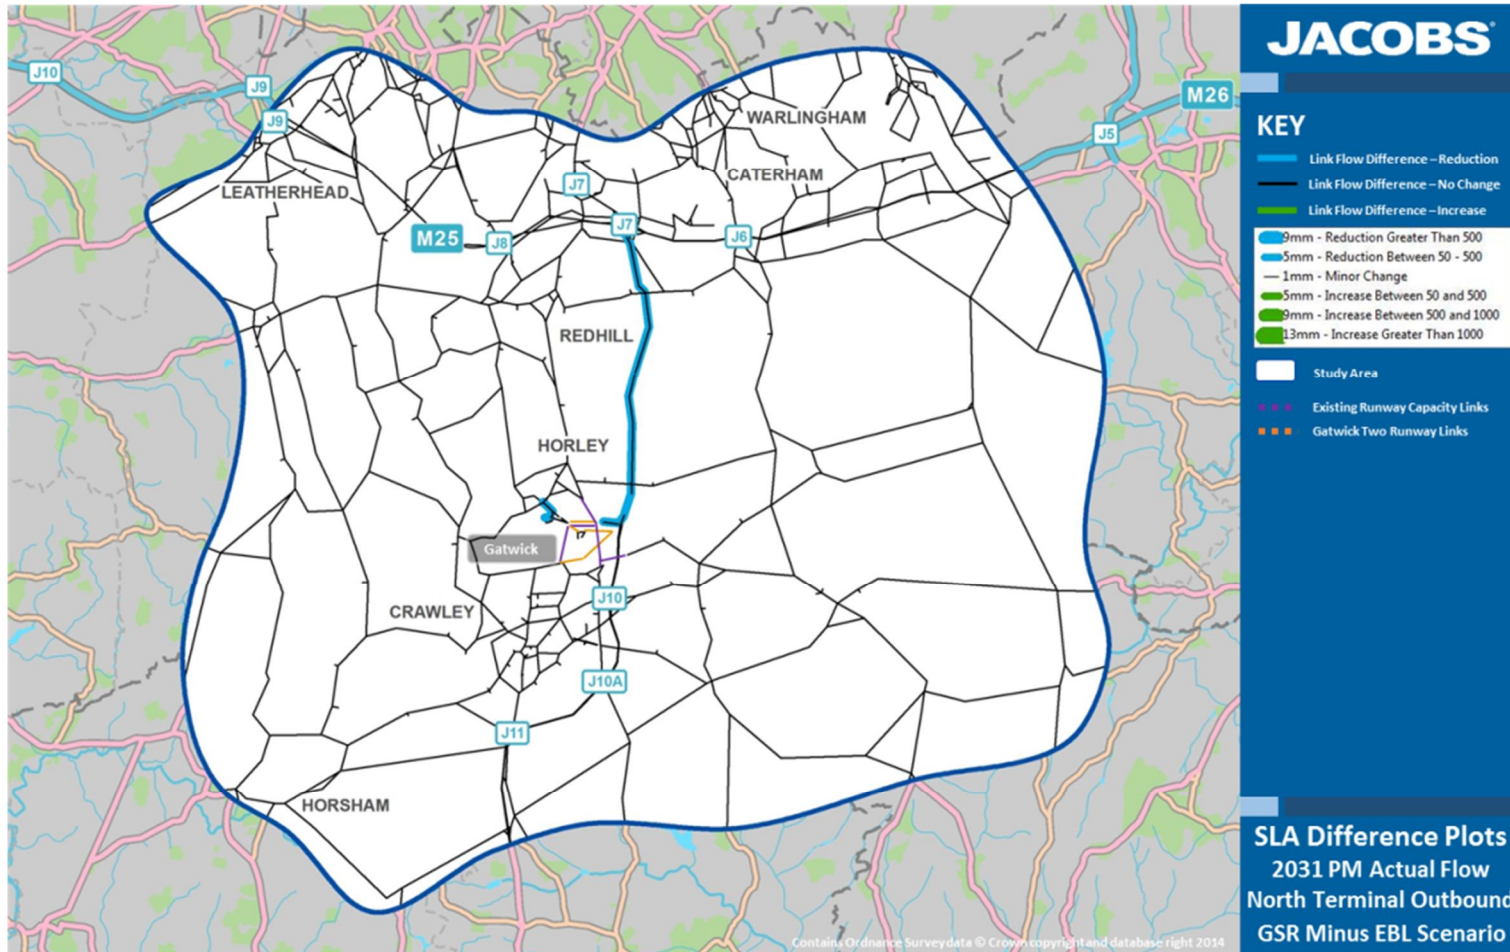 JACOBS
J10
J9
J9
M26
J5
WARLINGHAM
KEY
Link Flow Difference – Reduction
Link Flow Difference – No Change
Link Flow Difference – Increase
9mm - Reduction Greater Than 500
5mm - Reduction Between 50 - 500
1mm - Minor Change
5mm - Increase Between 50 and 500
9mm - Increase Between 500 and 1000
13mm - Increase Greater Than 1000
Study Area
Existing Runway Capacity Links
Gatwick Two Runway Links
LEATHERHEAD
J7
CATERHAM
M25
J8
J7
J6
REDHILL
HORLEY
Gatwick
J10
CRAWLEY
J10A
J11
HORSHAM
SLA Difference Plots
2031 PM Actual Flow
North Terminal Outbound
GSR Minus EBL Scenario
Contains Ordnance Survey data © Crown copyright and database right 2014